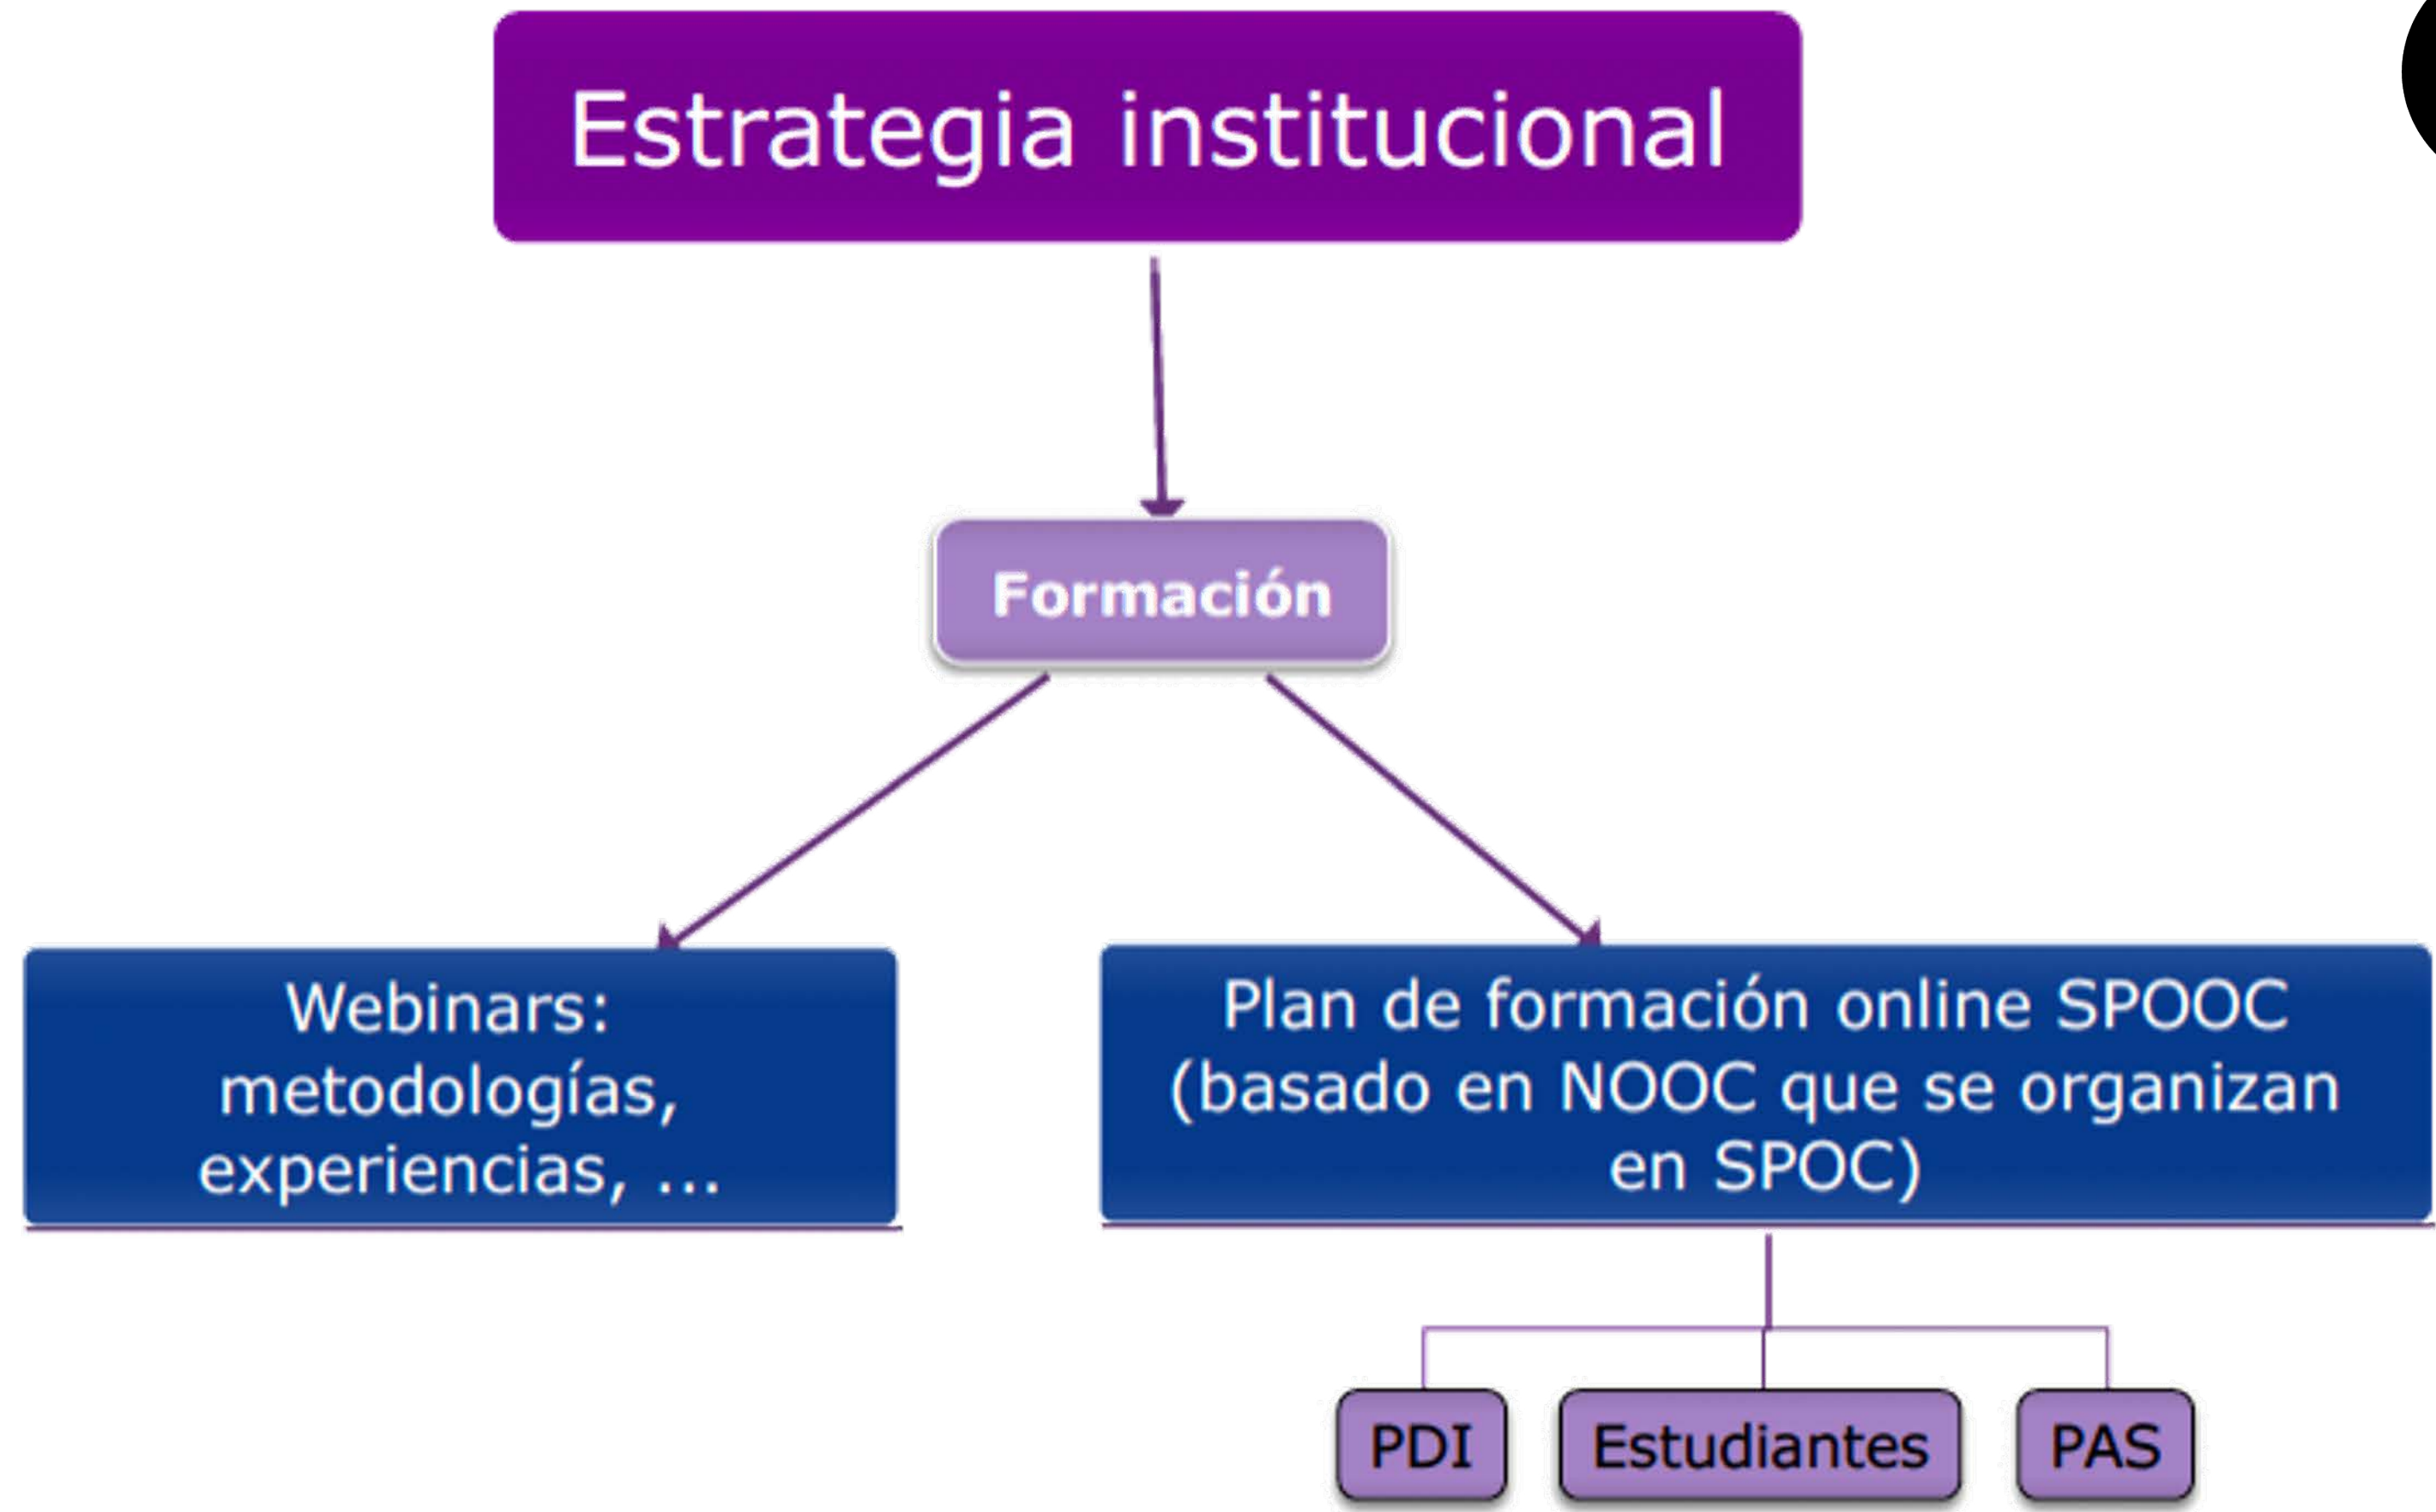 Estrategia institucional
Formación
Webinars:
metodologías,
experiencias, ...
Plan de formación online SPOOC
(basado en NOOC que se organizan
en SPOC)
PDI
Estudiantes
PAS